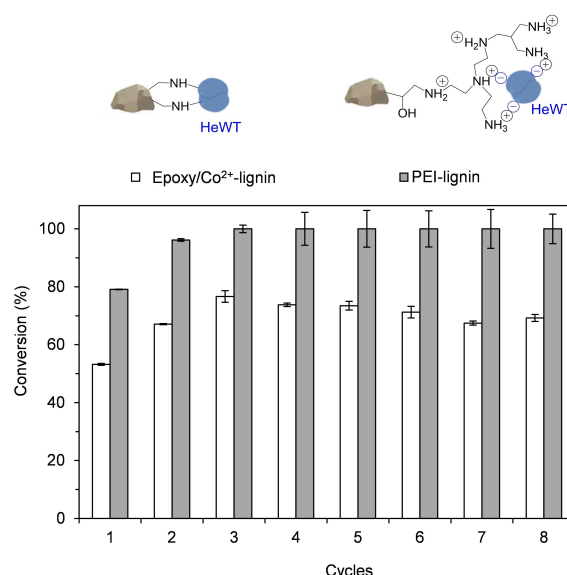 NH
NH
HeWT
H₂N⊕
NH₃⊕
NH₃⊕
NH⊕
NH₂⊕
OH
NH₃⊕
HeWT
Epoxy/Co²⁺-lignin
PEI-lignin
Conversion (%)
100
80
60
40
20
0
1 2 3 4 5 6 7 8
Cycles